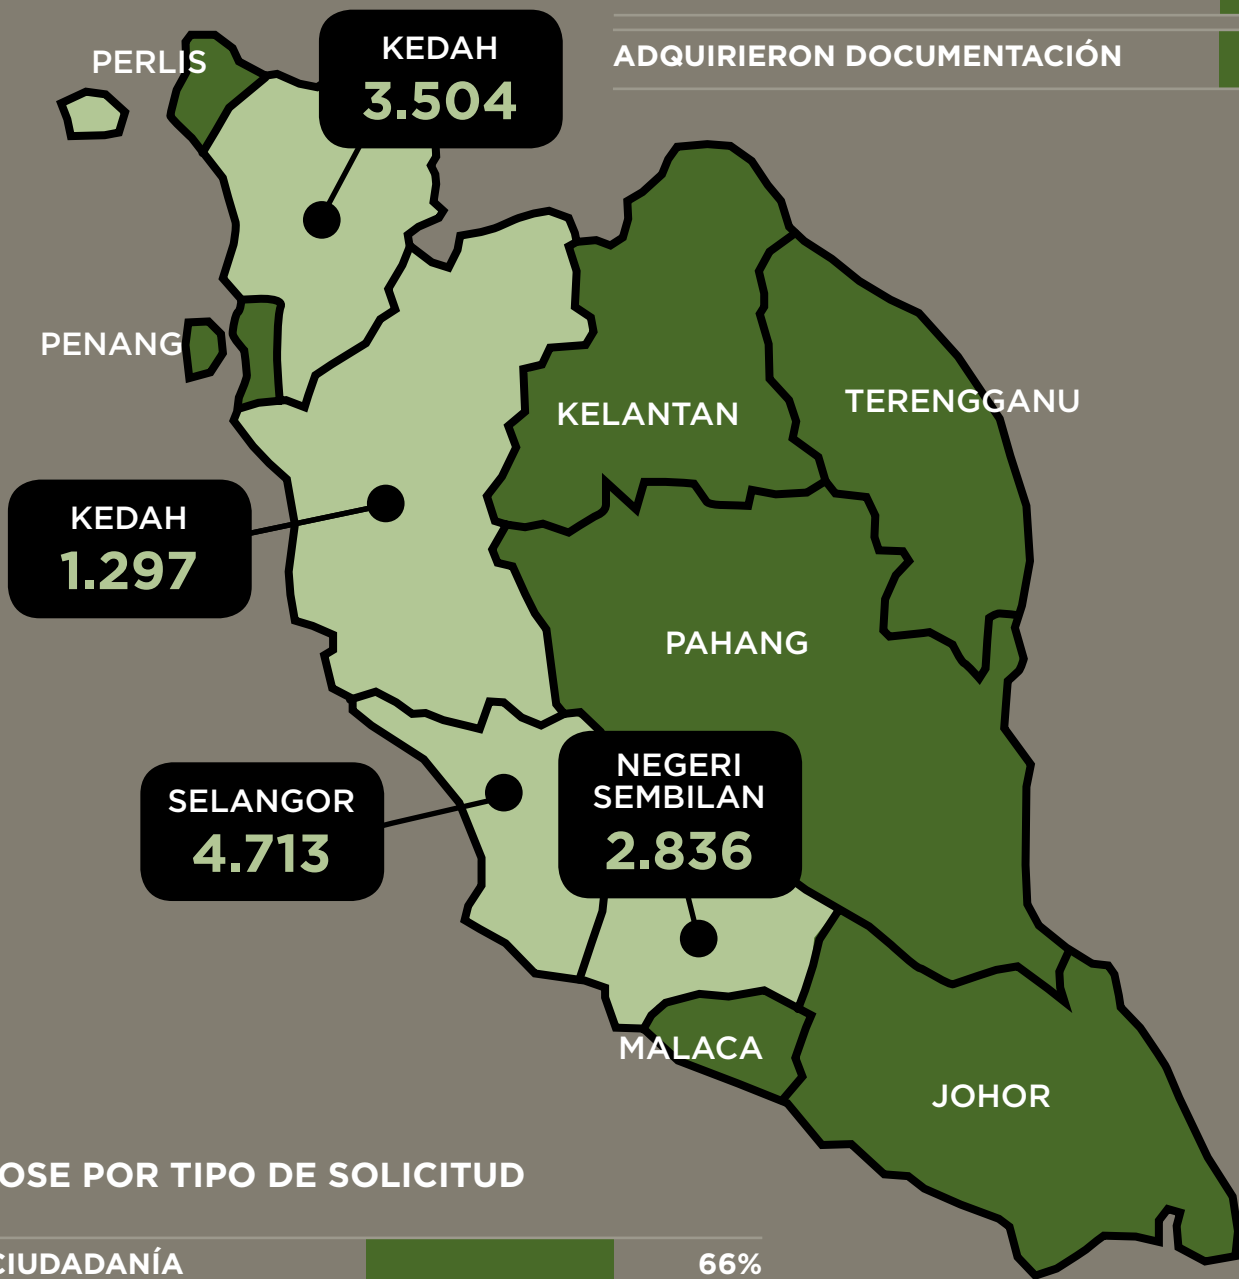 PERLIS
KEDAH
3.504
ADQUIRIERON DOCUMENTACIÓN
PENANG
KELANTAN
TERENGGANU
KEDAH
1.297
PAHANG
SELANGOR
4.713
NEGERI
SEMBILAN
2.836
MALACA
JOHOR
OSE POR TIPO DE SOLICITUD
CIUDADANÍA 66%